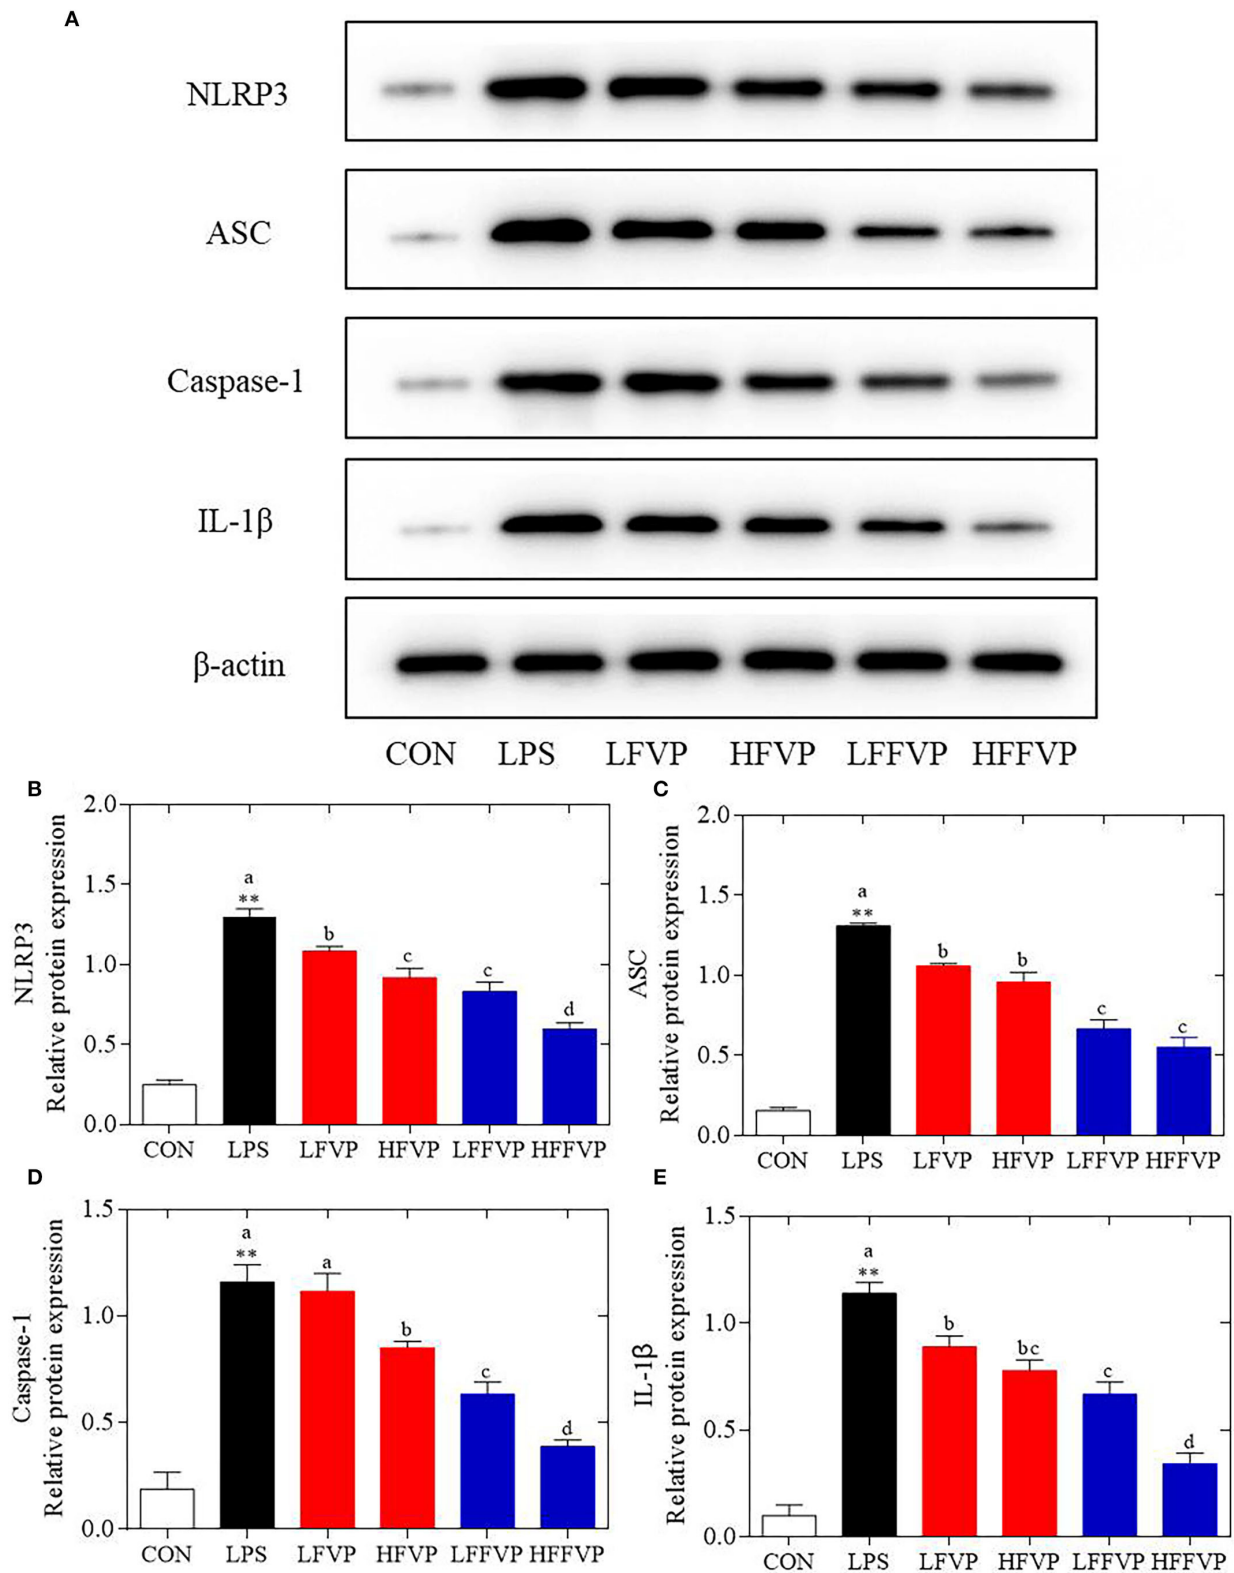 A
NLRP3
ASC
Caspase-1
IL-1β
β-actin
CON LPS LFVP HFVP LFFVP HFFVP
B
NLRP3
Relative protein expression
2.0
1.5
1.0
0.5
0.0
a
**
b
c
c
d
CON LPS LFVP HFVP LFFVP HFFVP
C
ASC
Relative protein expression
2.0
1.5
1.0
0.5
0.0
a
**
b
b
c
c
CON LPS LFVP HFVP LFFVP HFFVP
D
Caspase-1
Relative protein expression
1.5
1.0
0.5
0.0
a
**
a
b
c
d
CON LPS LFVP HFVP LFFVP HFFVP
E
IL-1β
Relative protein expression
1.5
1.0
0.5
0.0
a
**
b
bc
c
d
CON LPS LFVP HFVP LFFVP HFFVP